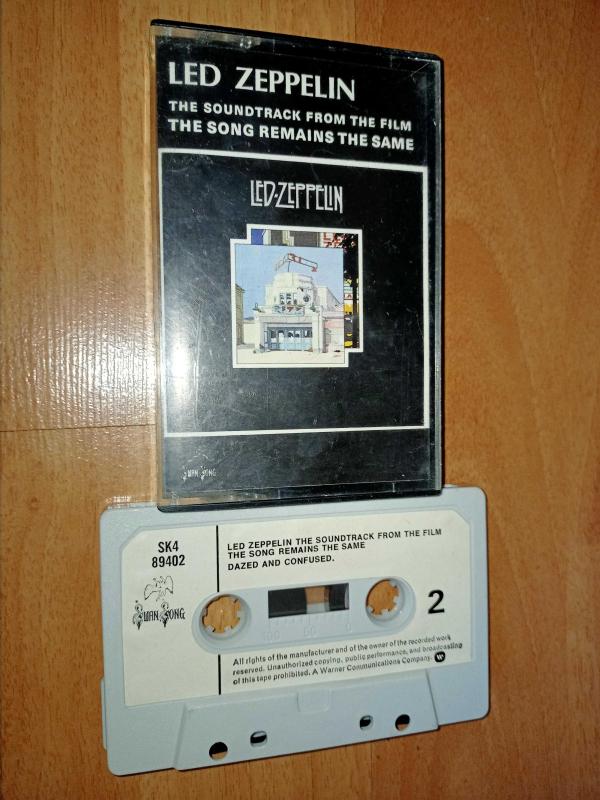 LED ZEPPELIN
THE SOUNDTRACK FROM THE FILM
THE SONG REMAINS THE SAME
LED-ZEPPELIN
SWAN SONG
SK4
89402
SWAN SONG
LED ZEPPELIN THE SOUNDTRACK FROM THE FILM
THE SONG REMAINS THE SAME
DAZED AND CONFUSED.
2
100 50 0
All rights of the manufacturer and of the owner of the recorded work
reserved. Unauthorized copying, public performance, and broadcasting
of this tape prohibited. A Warner Communications Company.